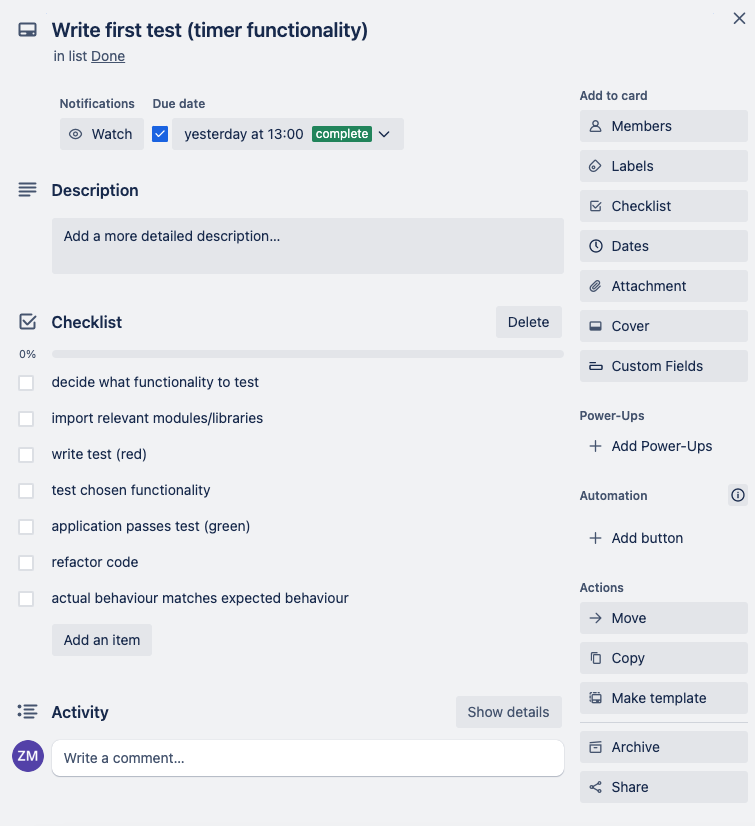 Write first test (timer functionality)
in list Done
Notifications
Due date
Watch
yesterday at 13:00 complete
Description
Add a more detailed description...
Checklist
Delete
0%
decide what functionality to test
import relevant modules/libraries
write test (red)
test chosen functionality
application passes test (green)
refactor code
actual behaviour matches expected behaviour
Add an item
Activity
Show details
ZM
Write a comment...
Add to card
Members
Labels
Checklist
Dates
Attachment
Cover
Custom Fields
Power-Ups
Add Power-Ups
Automation
Add button
Actions
Move
Copy
Make template
Archive
Share